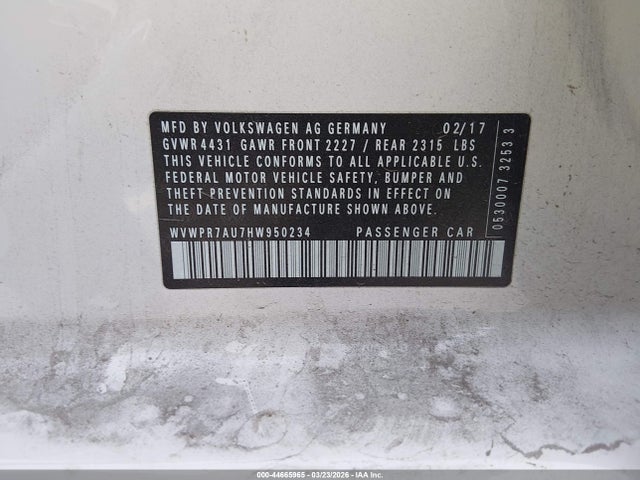 MFD BY VOLKSWAGEN AG GERMANY 02/17
GVWR 4431 GAWR FRONT 2227 / REAR 2315 LBS
THIS VEHICLE CONFORMS TO ALL APPLICABLE U.S.
FEDERAL MOTOR VEHICLE SAFETY, BUMPER AND
THEFT PREVENTION STANDARDS IN EFFECT ON
THE DATE OF MANUFACTURE SHOWN ABOVE.
WVWPR7AU7HW950234 PASSENGER CAR
0530007 3253 3
000-44665965 | 03/23/2026 | IAA Inc.